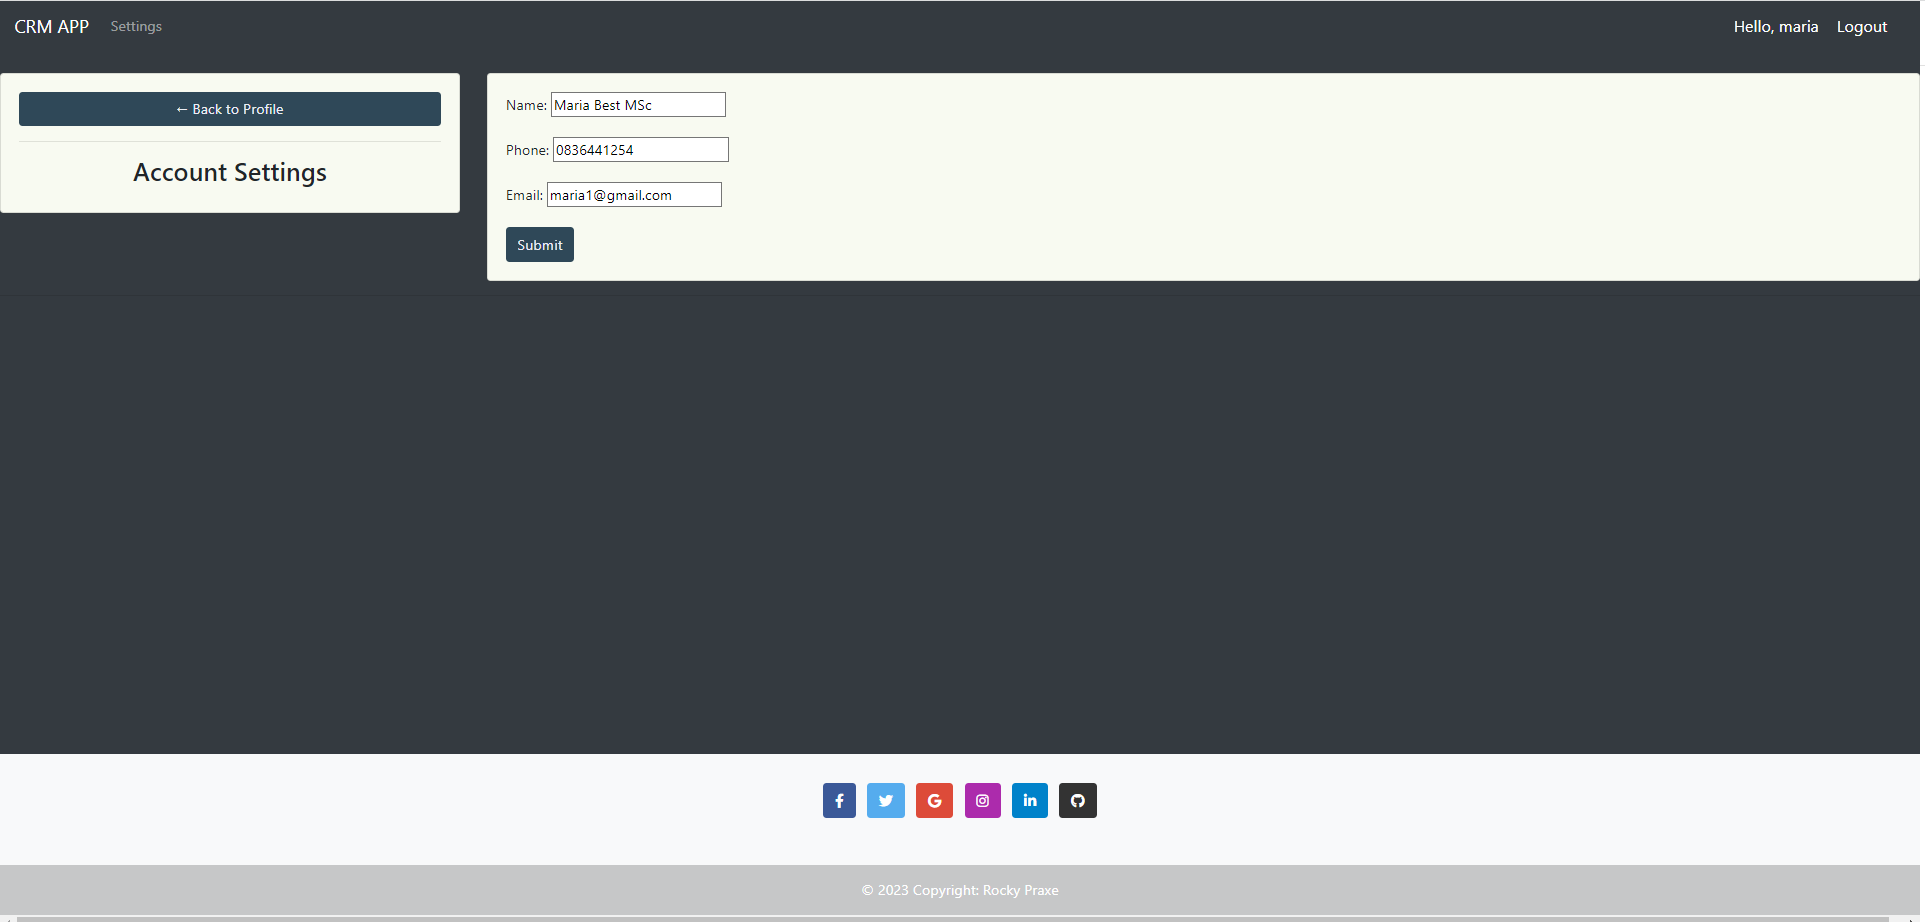 CRM APP Settings Hello, maria Logout
← Back to Profile
Account Settings
Name: Maria Best MSc
Phone: 0836441254
Email: maria1@gmail.com
Submit
© 2023 Copyright: Rocky Praxe